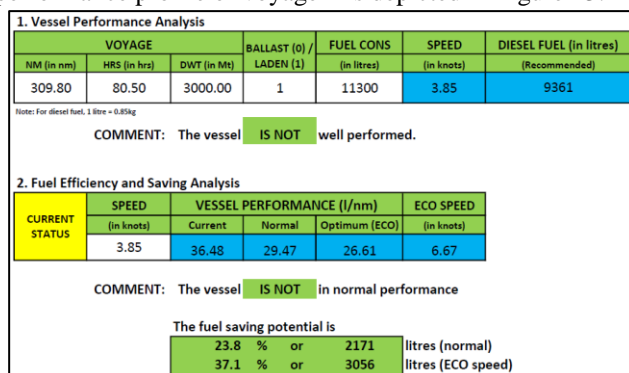 1. Vessel Performance Analysis
VOYAGE BALLAST (0) / LADEN (1) FUEL CONS SPEED DIESEL FUEL (in litres)
NM (in nm) HRS (in hrs) DWT (in Mt) (in litres) (in knots) (Recommended)
309.80 80.50 3000.00 1 11300 3.85 9361
Note: For diesel fuel, 1 litre = 0.85kg
COMMENT: The vessel IS NOT well performed.
2. Fuel Efficiency and Saving Analysis
CURRENT STATUS SPEED VESSEL PERFORMANCE (l/nm) ECO SPEED
(in knots) Current Normal Optimum (ECO) (in knots)
3.85 36.48 29.47 26.61 6.67
COMMENT: The vessel IS NOT in normal performance
The fuel saving potential is
23.8 % or 2171 litres (normal)
37.1 % or 3056 litres (ECO speed)